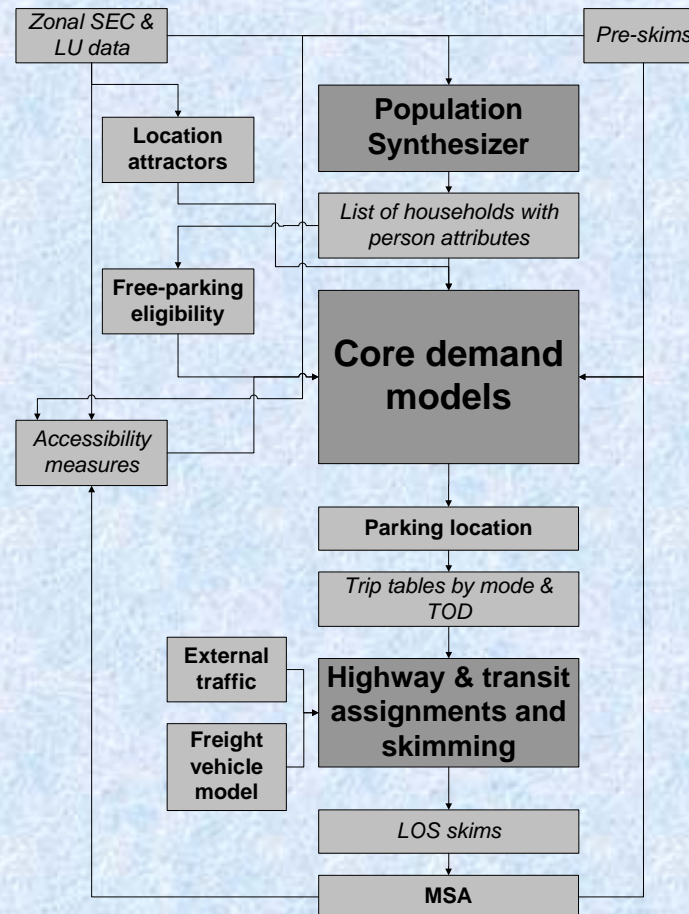 Zonal SEC &
LU data
Pre-skims
Population
Synthesizer
Location
attractors
List of households with
person attributes
Free-parking
eligibility
Core demand
models
Accessibility
measures
Parking location
Trip tables by mode &
TOD
External
traffic
Highway & transit
assignments and
skimming
Freight
vehicle
model
LOS skims
MSA